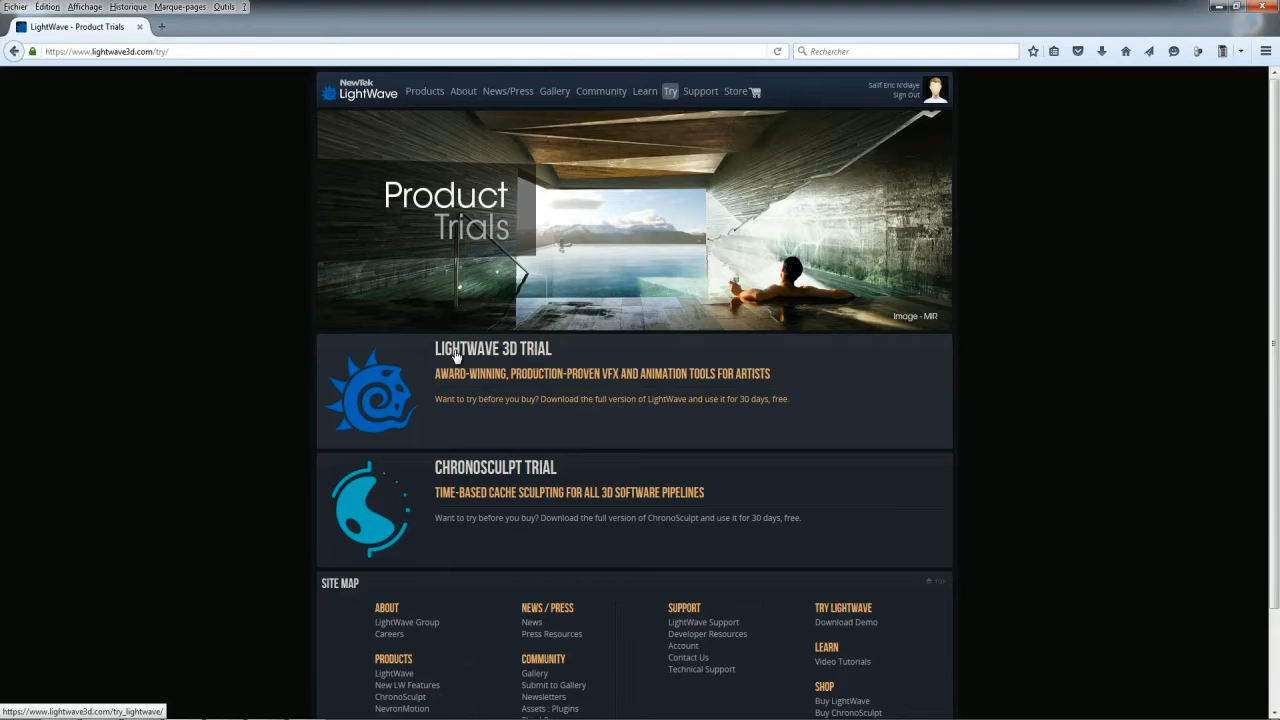 Fichier Édition Affichage Historique Marque-pages Outils ?
LightWave - Product Trials
https://www.lightwave3d.com/try/
Rechercher
NewTek
LightWave
Products About News/Press Gallery Community Learn Try Support Store
Salif Eric N'diaye
Sign Out
Product
Trials
Image - MIR
LIGHTWAVE 3D TRIAL
AWARD-WINNING, PRODUCTION-PROVEN VFX AND ANIMATION TOOLS FOR ARTISTS
Want to try before you buy? Download the full version of LightWave and use it for 30 days, free.
CHRONOSCULPT TRIAL
TIME-BASED CACHE SCULPTING FOR ALL 3D SOFTWARE PIPELINES
Want to try before you buy? Download the full version of ChronoSculpt and use it for 30 days, free.
SITE MAP
TOP
ABOUT
LightWave Group
Careers
PRODUCTS
LightWave
New LW Features
ChronoSculpt
NevronMotion
NEWS / PRESS
News
Press Resources
COMMUNITY
Gallery
Submit to Gallery
Newsletters
Assets : Plugins
SUPPORT
LightWave Support
Developer Resources
Account
Contact Us
Technical Support
TRY LIGHTWAVE
Download Demo
LEARN
Video Tutorials
SHOP
Buy LightWave
Buy ChronoSculpt
https://www.lightwave3d.com/try_lightwave/